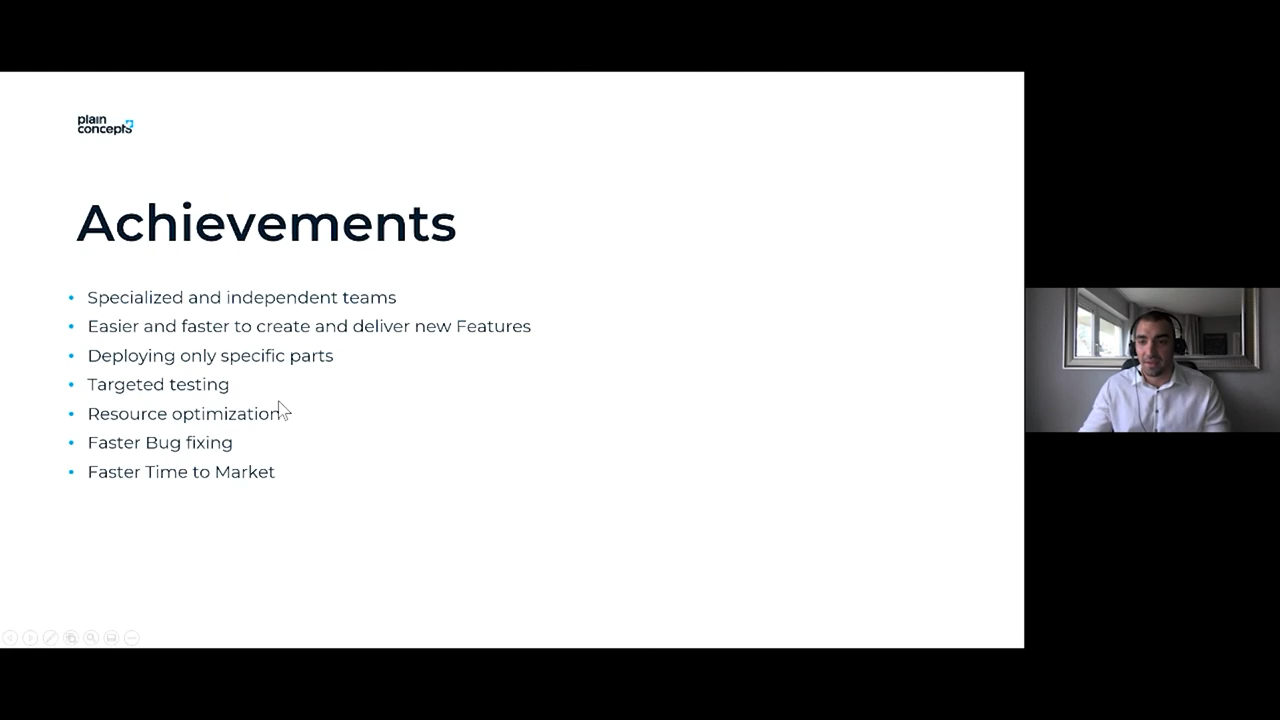 plain
concepts
Achievements
• Specialized and independent teams
• Easier and faster to create and deliver new Features
• Deploying only specific parts
• Targeted testing
• Resource optimization
• Faster Bug fixing
• Faster Time to Market